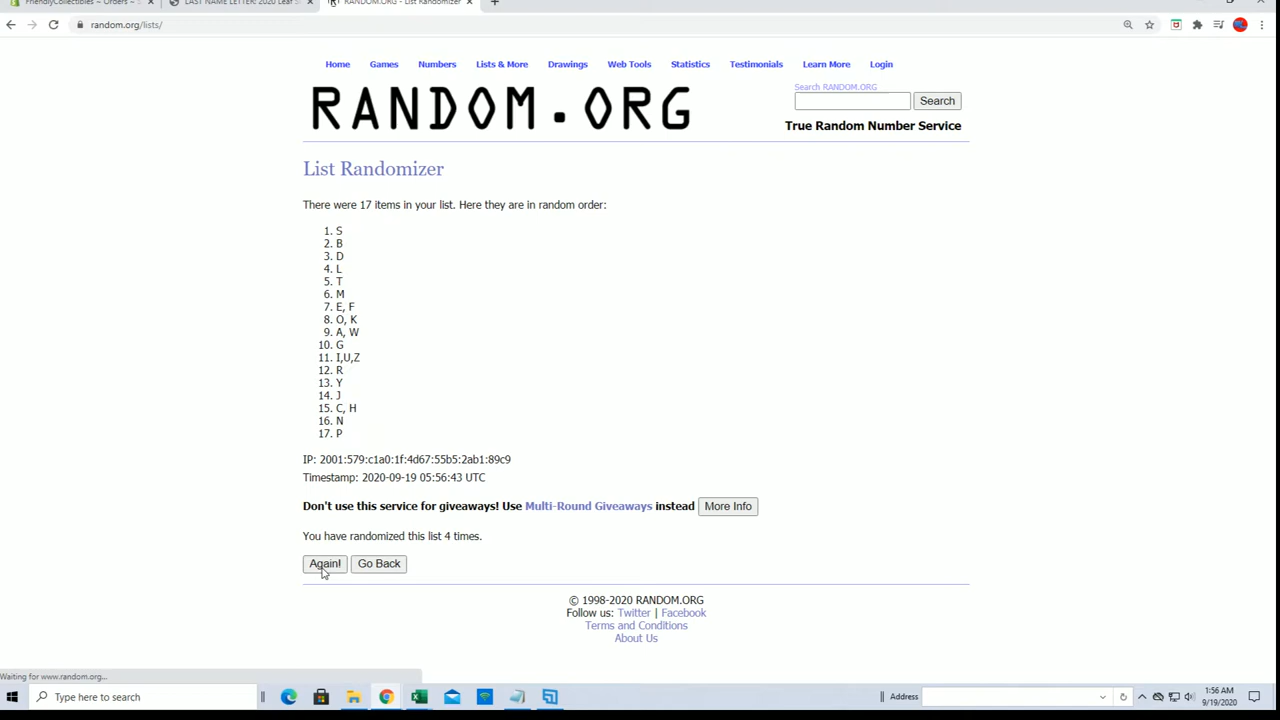 FriendlyCollectibles ~ Orders ~
LAST NAME LETTER: 2020 Leaf
RANDOM.ORG - List Randomizer
random.org/lists/
Home Games Numbers Lists & More Drawings Web Tools Statistics Testimonials Learn More Login
Search RANDOM.ORG
RANDOM.ORG
Search
True Random Number Service
List Randomizer
There were 17 items in your list. Here they are in random order:
1. S
2. B
3. D
4. L
5. T
6. M
7. E, F
8. O, K
9. A, W
10. G
11. I,U,Z
12. R
13. Y
14. J
15. C, H
16. N
17. P
IP: 2001:579:c1a0:1f:4d67:55b5:2ab1:89c9
Timestamp: 2020-09-19 05:56:43 UTC
Don't use this service for giveaways! Use Multi-Round Giveaways instead More Info
You have randomized this list 4 times.
Again! Go Back
© 1998-2020 RANDOM.ORG
Follow us: Twitter | Facebook
Terms and Conditions
About Us
Waiting for www.random.org...
Type here to search
Address
1:56 AM
9/19/2020